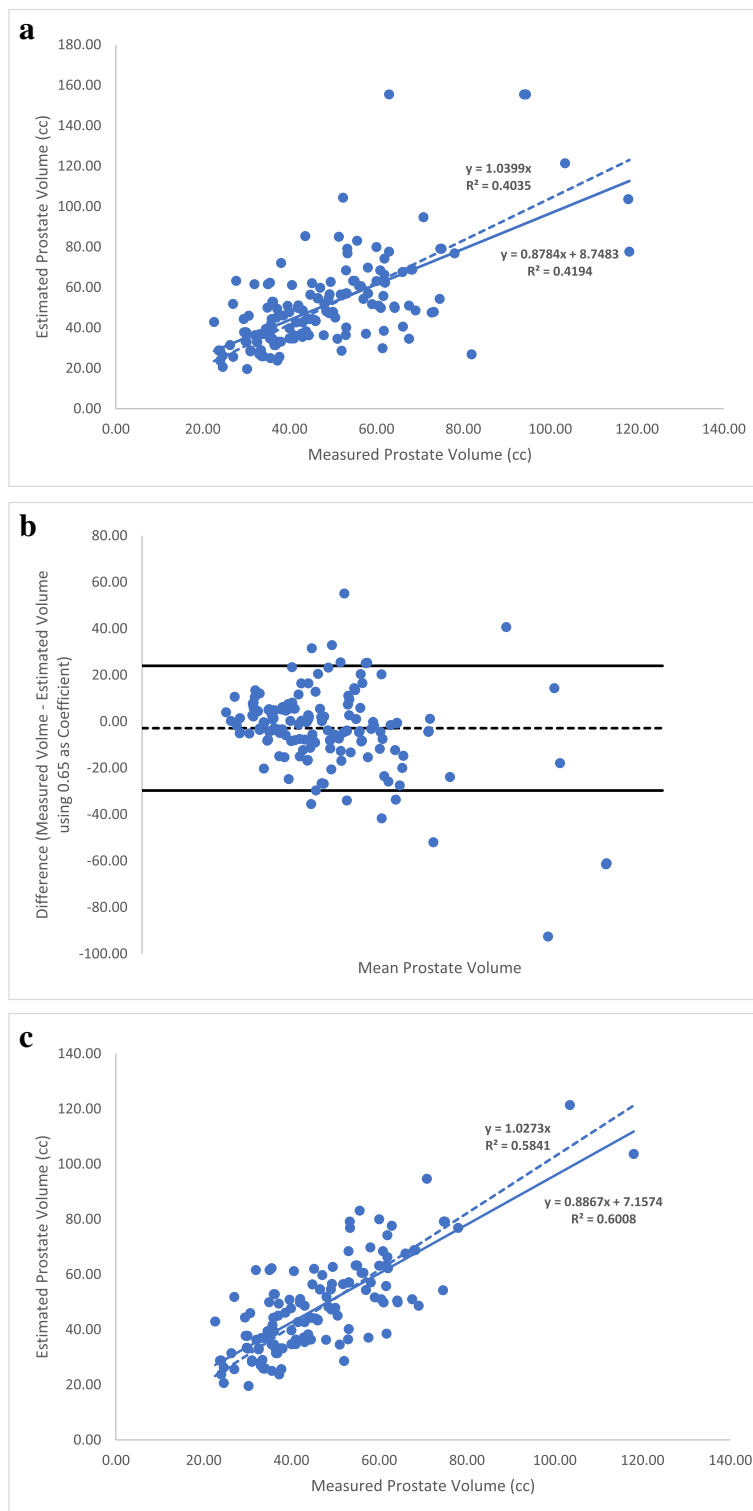 a
180.00
160.00
140.00
120.00
100.00
80.00
60.00
40.00
20.00
0.00
Estimated Prostate Volume (cc)
y = 1.0399x
R² = 0.4035
y = 0.8784x + 8.7483
R² = 0.4194
0.00 20.00 40.00 60.00 80.00 100.00 120.00 140.00
Measured Prostate Volume (cc)
b
80.00
60.00
40.00
20.00
0.00
-20.00
-40.00
-60.00
-80.00
-100.00
Difference (Measured Volme - Estimated Volume
using 0.65 as Coefficient)
Mean Prostate Volume
c
140.00
120.00
100.00
80.00
60.00
40.00
20.00
0.00
Estimated Prostate Volume (cc)
y = 1.0273x
R² = 0.5841
y = 0.8867x + 7.1574
R² = 0.6008
0.00 20.00 40.00 60.00 80.00 100.00 120.00 140.00
Measured Prostate Volume (cc)